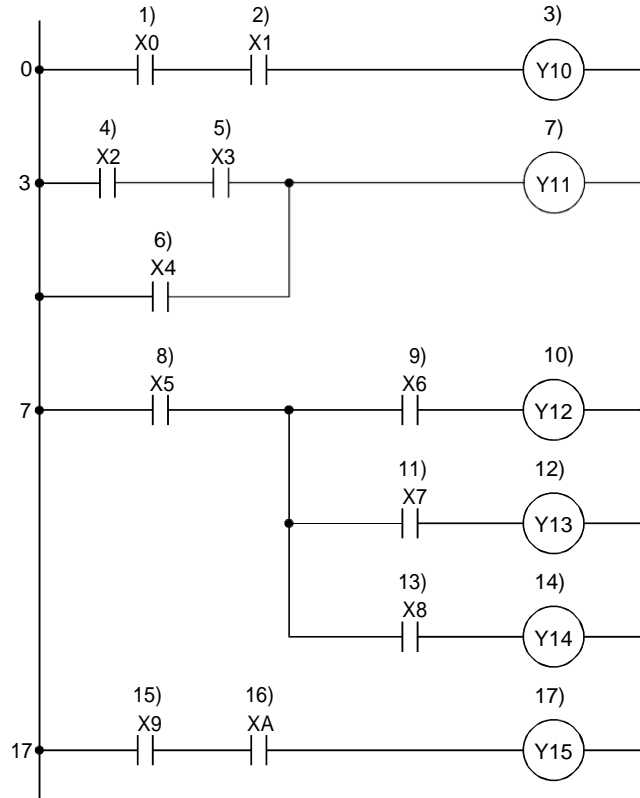 1) 2) 3)
X0 X1
0 Y10
4) 5) 7)
X2 X3
3 Y11
6)
X4
8) 9) 10)
X5 X6
7 Y12
11) 12)
X7
Y13
13) 14)
X8
Y14
15) 16) 17)
X9 XA
17 Y15